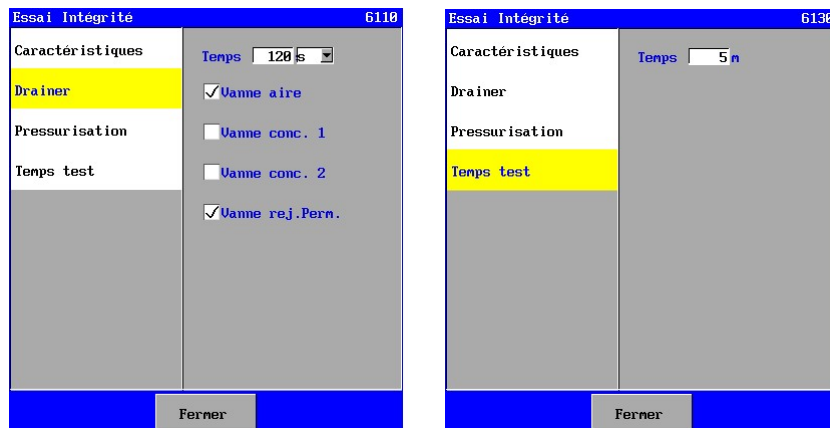 Essai Intégrité 6110
Caractéristiques
Drainer
Pressurisation
Temps test
Temps 120 s
Vanne aire
Vanne conc. 1
Vanne conc. 2
Vanne rej.Perm.
Fermer
Essai Intégrité 6130
Caractéristiques
Drainer
Pressurisation
Temps test
Temps 5 m
Fermer